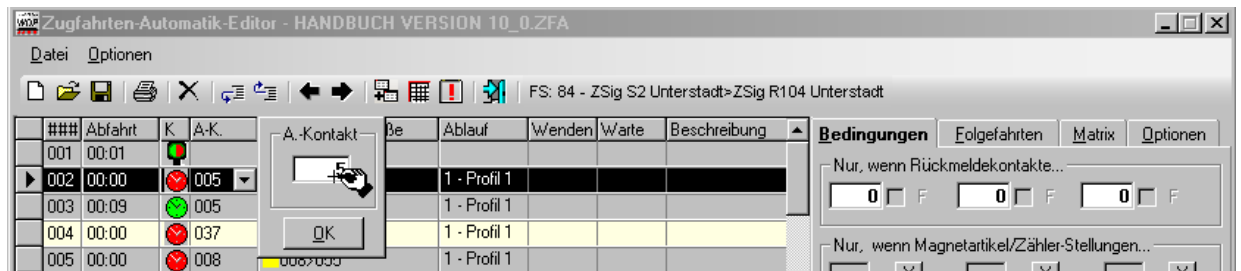 Zugfahrten-Automatik-Editor - HANDBUCH VERSION 10_0.ZFA
Datei Optionen
FS: 84 - ZSig S2 Unterstadt>ZSig R104 Unterstadt
### Abfahrt K A-K. ße Ablauf Wenden Warte Beschreibung
001 00:01
002 00:00 005 1 - Profil 1
003 00:09 005 1 - Profil 1
004 00:00 037 1 - Profil 1
005 00:00 008 1 - Profil 1
A.-Kontakt
5
OK
Bedingungen Folgefahrten Matrix Optionen
Nur, wenn Rückmeldekontakte...
0 F 0 F 0 F
Nur, wenn Magnetartikel/Zähler-Stellungen...